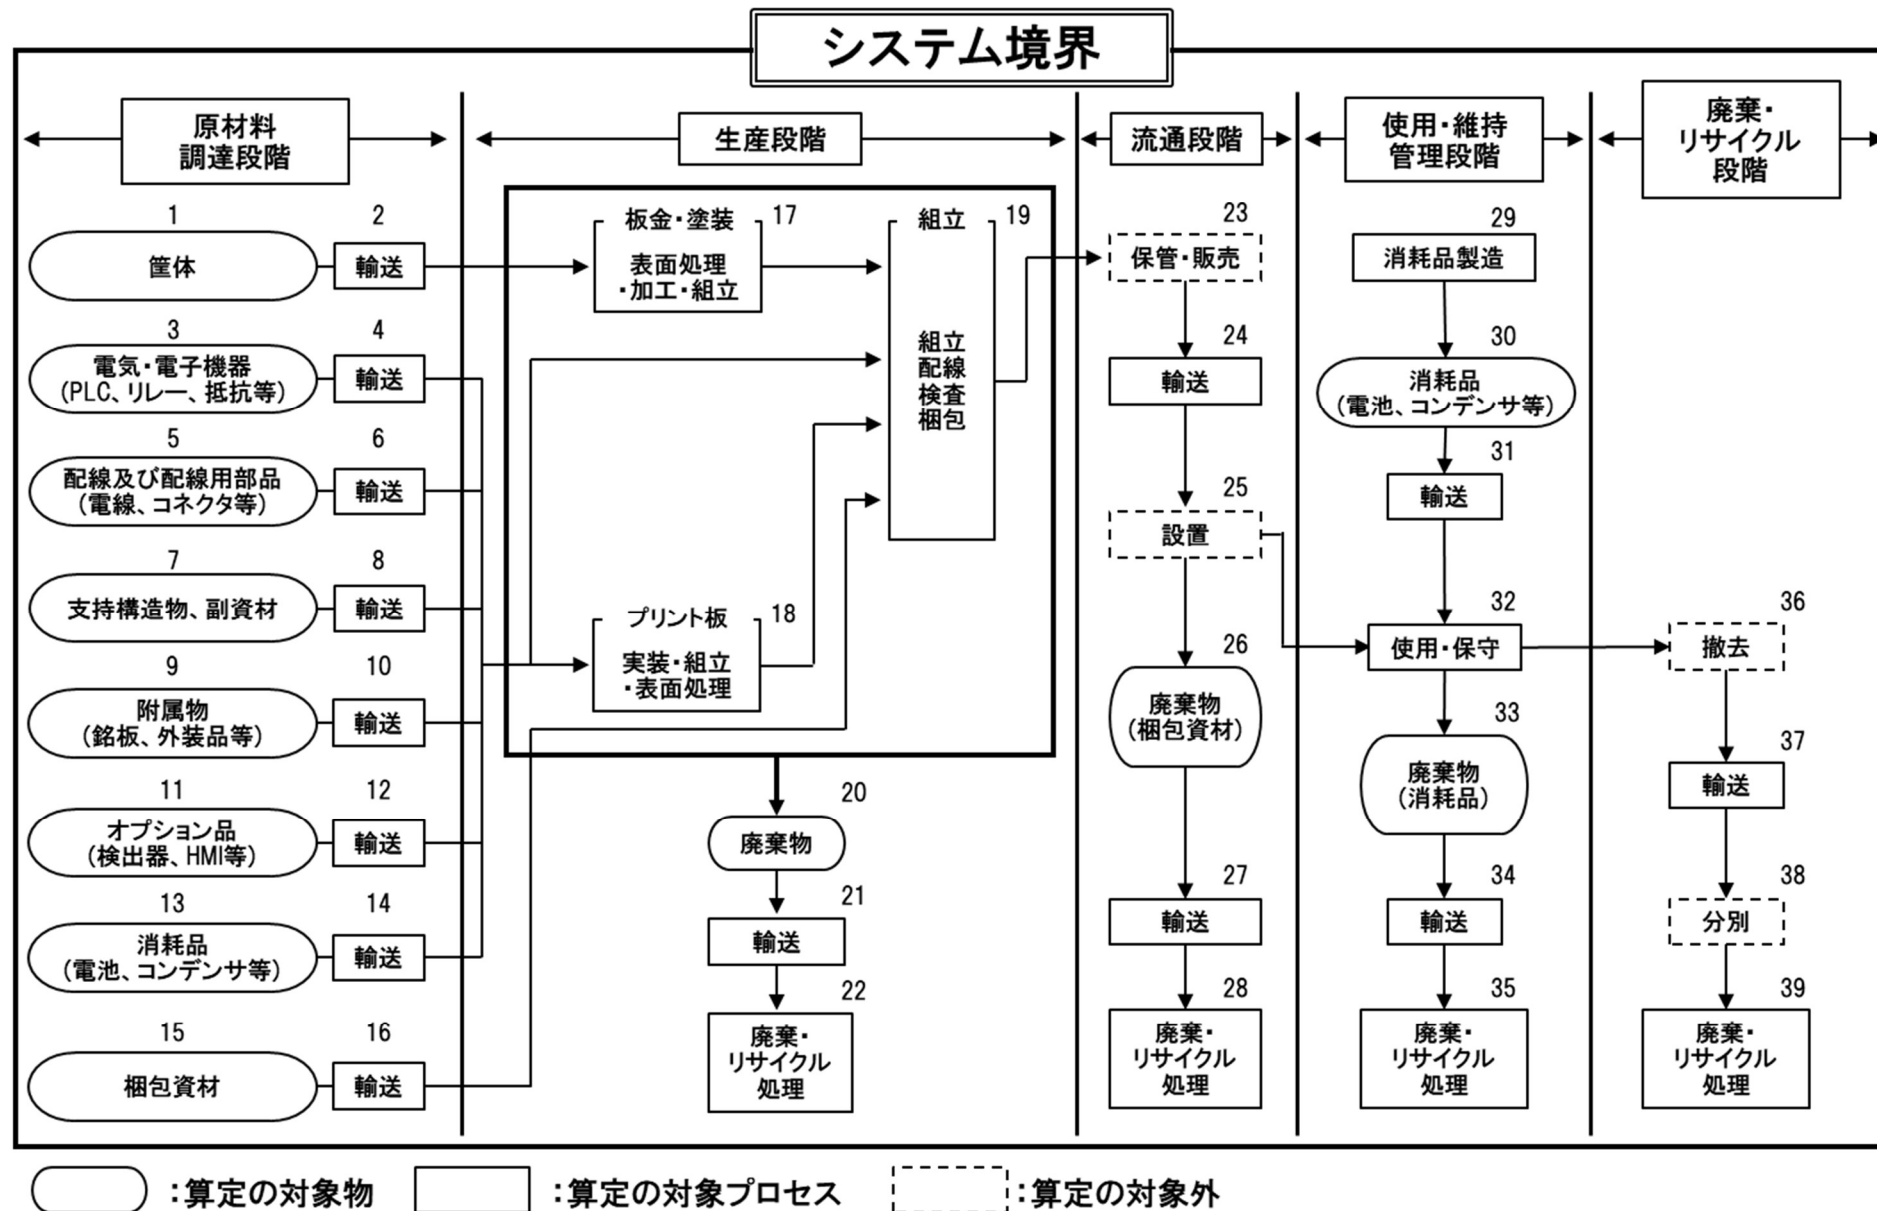 システム境界
原材料
調達段階
生産段階
流通段階
使用・維持
管理段階
廃棄・
リサイクル
段階
1
筐体
2
輸送
3
電気・電子機器
(PLC、リレー、抵抗等)
4
輸送
5
配線及び配線用部品
(電線、コネクタ等)
6
輸送
7
支持構造物、副資材
8
輸送
9
附属物
(銘板、外装品等)
10
輸送
11
オプション品
(検出器、HMI等)
12
輸送
13
消耗品
(電池、コンデンサ等)
14
輸送
15
梱包資材
16
輸送
板金・塗装
17
表面処理
・加工・組立
プリント板
18
実装・組立
・表面処理
組立
19
組立
配線
検査
梱包
20
廃棄物
21
輸送
22
廃棄・
リサイクル
処理
23
保管・販売
24
輸送
25
設置
26
廃棄物
(梱包資材)
27
輸送
28
廃棄・
リサイクル
処理
29
消耗品製造
30
消耗品
(電池、コンデンサ等)
31
輸送
32
使用・保守
33
廃棄物
(消耗品)
34
輸送
35
廃棄・
リサイクル
処理
36
撤去
37
輸送
38
分別
39
廃棄・
リサイクル
処理
:算定の対象物
:算定の対象プロセス
:算定の対象外